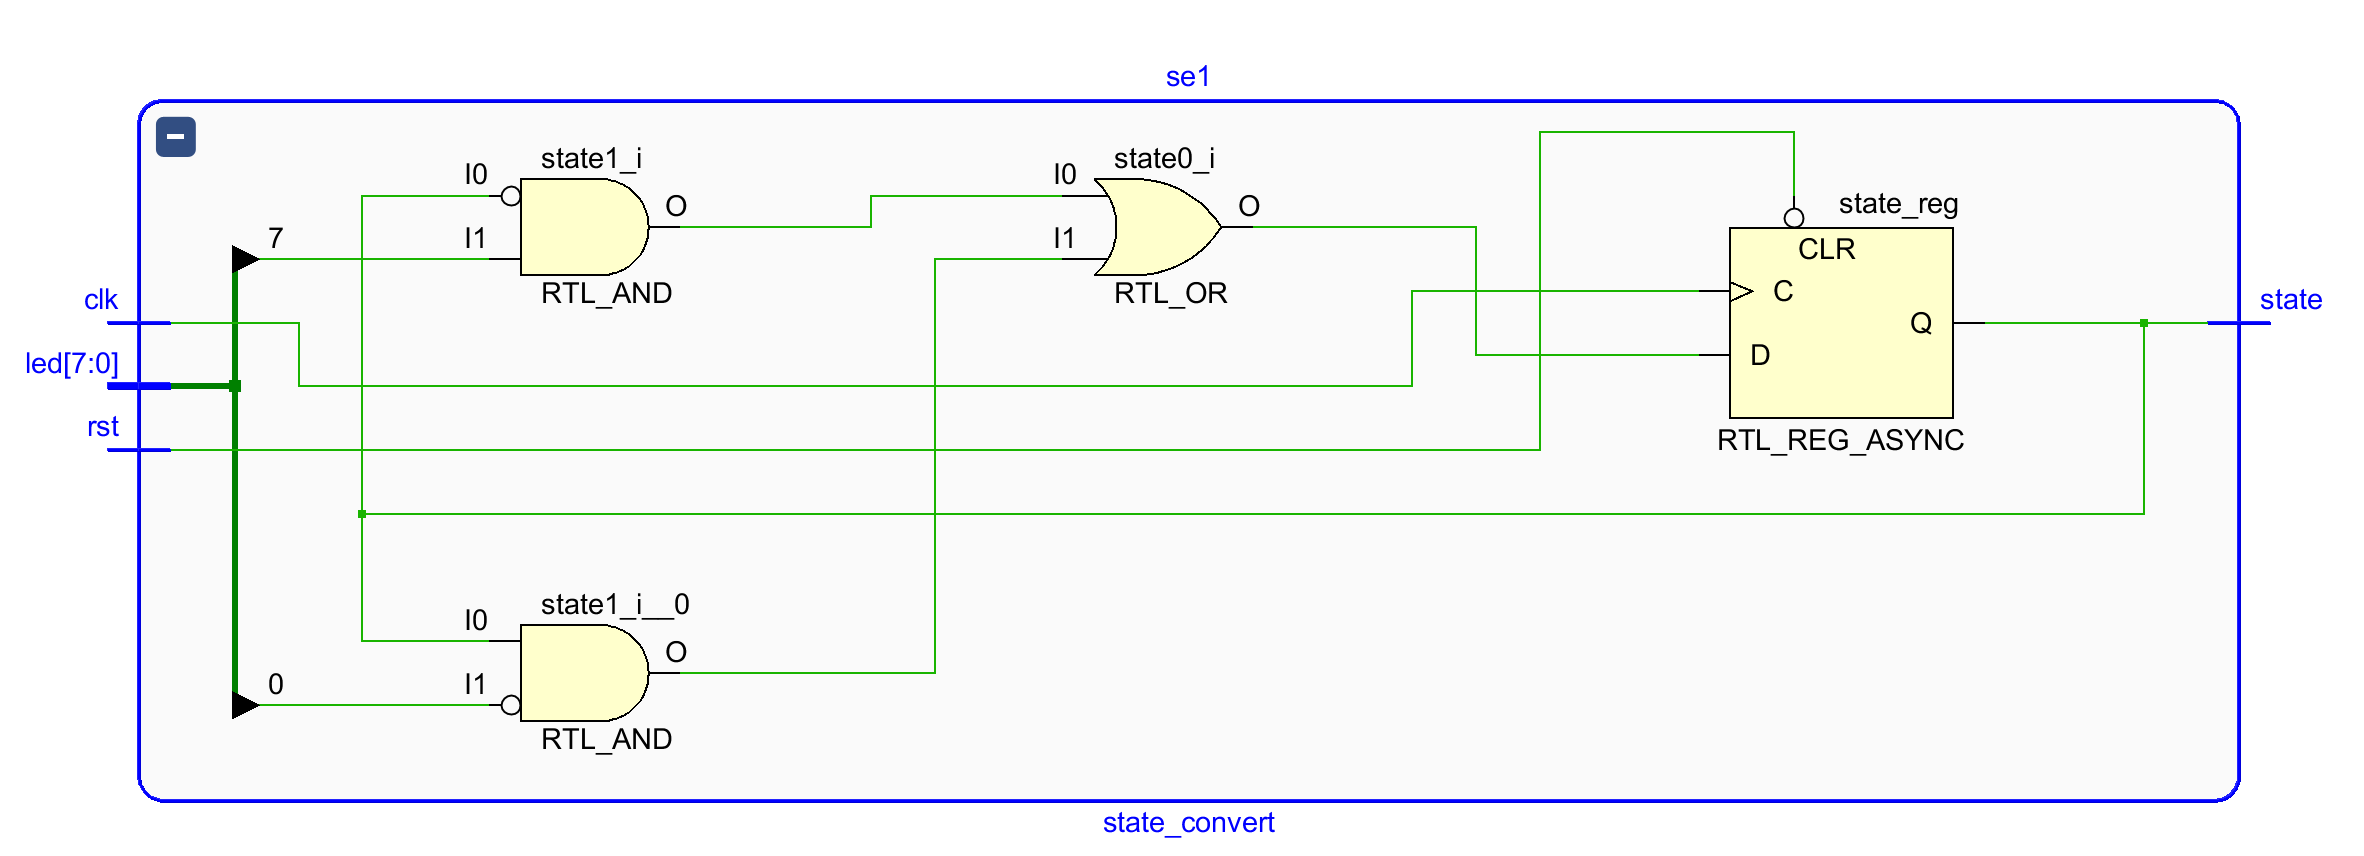 se1
state1_i
I0
O
I1
RTL_AND
7
state0_i
I0
O
I1
RTL_OR
state_reg
CLR
C
Q
D
RTL_REG_ASYNC
clk
led[7:0]
rst
state
state1_i__0
I0
O
I1
RTL_AND
0
state_convert